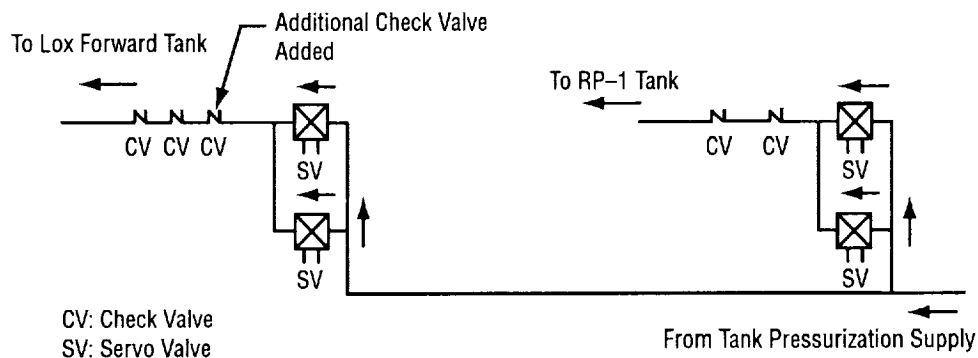 Additional Check Valve
Added
To Lox Forward Tank
To RP–1 Tank
CV CV CV
SV
CV CV
SV
SV
SV
CV: Check Valve
SV: Servo Valve
From Tank Pressurization Supply